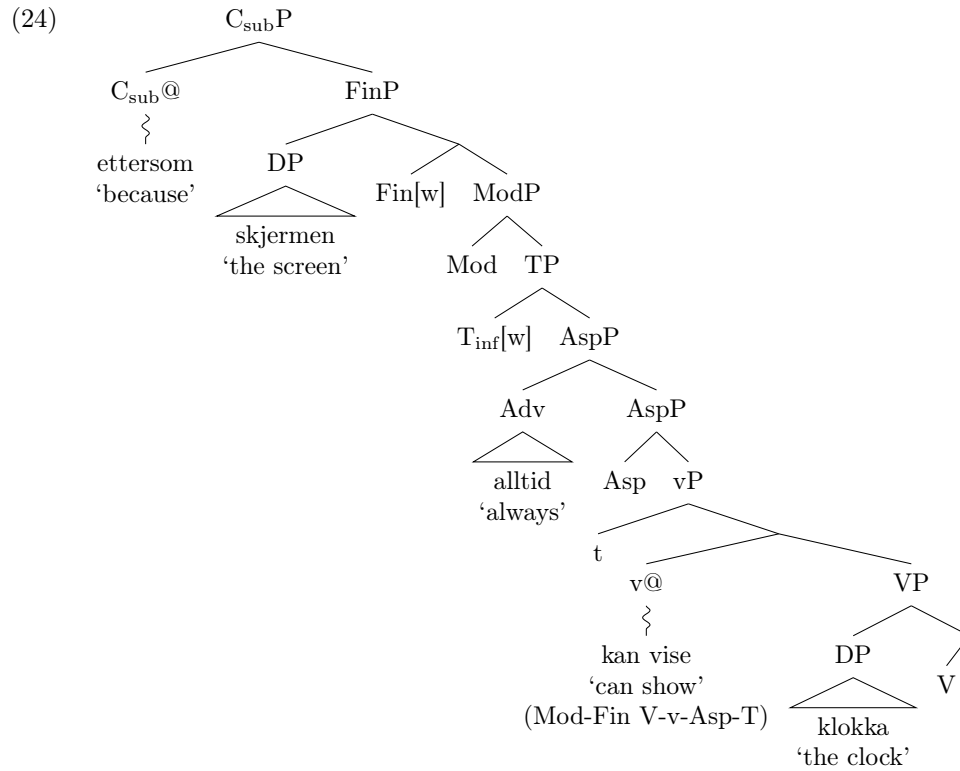 (24)
CsubP
Csub@ FinP
ettersom
‘because’
DP
Fin[w] ModP
skjermen
‘the screen’
Mod TP
Tinf[w] AspP
Adv AspP
alltid
‘always’
Asp vP
t
v@ VP
kan vise
‘can show’
(Mod-Fin V-v-Asp-T)
DP
V
klokka
‘the clock’